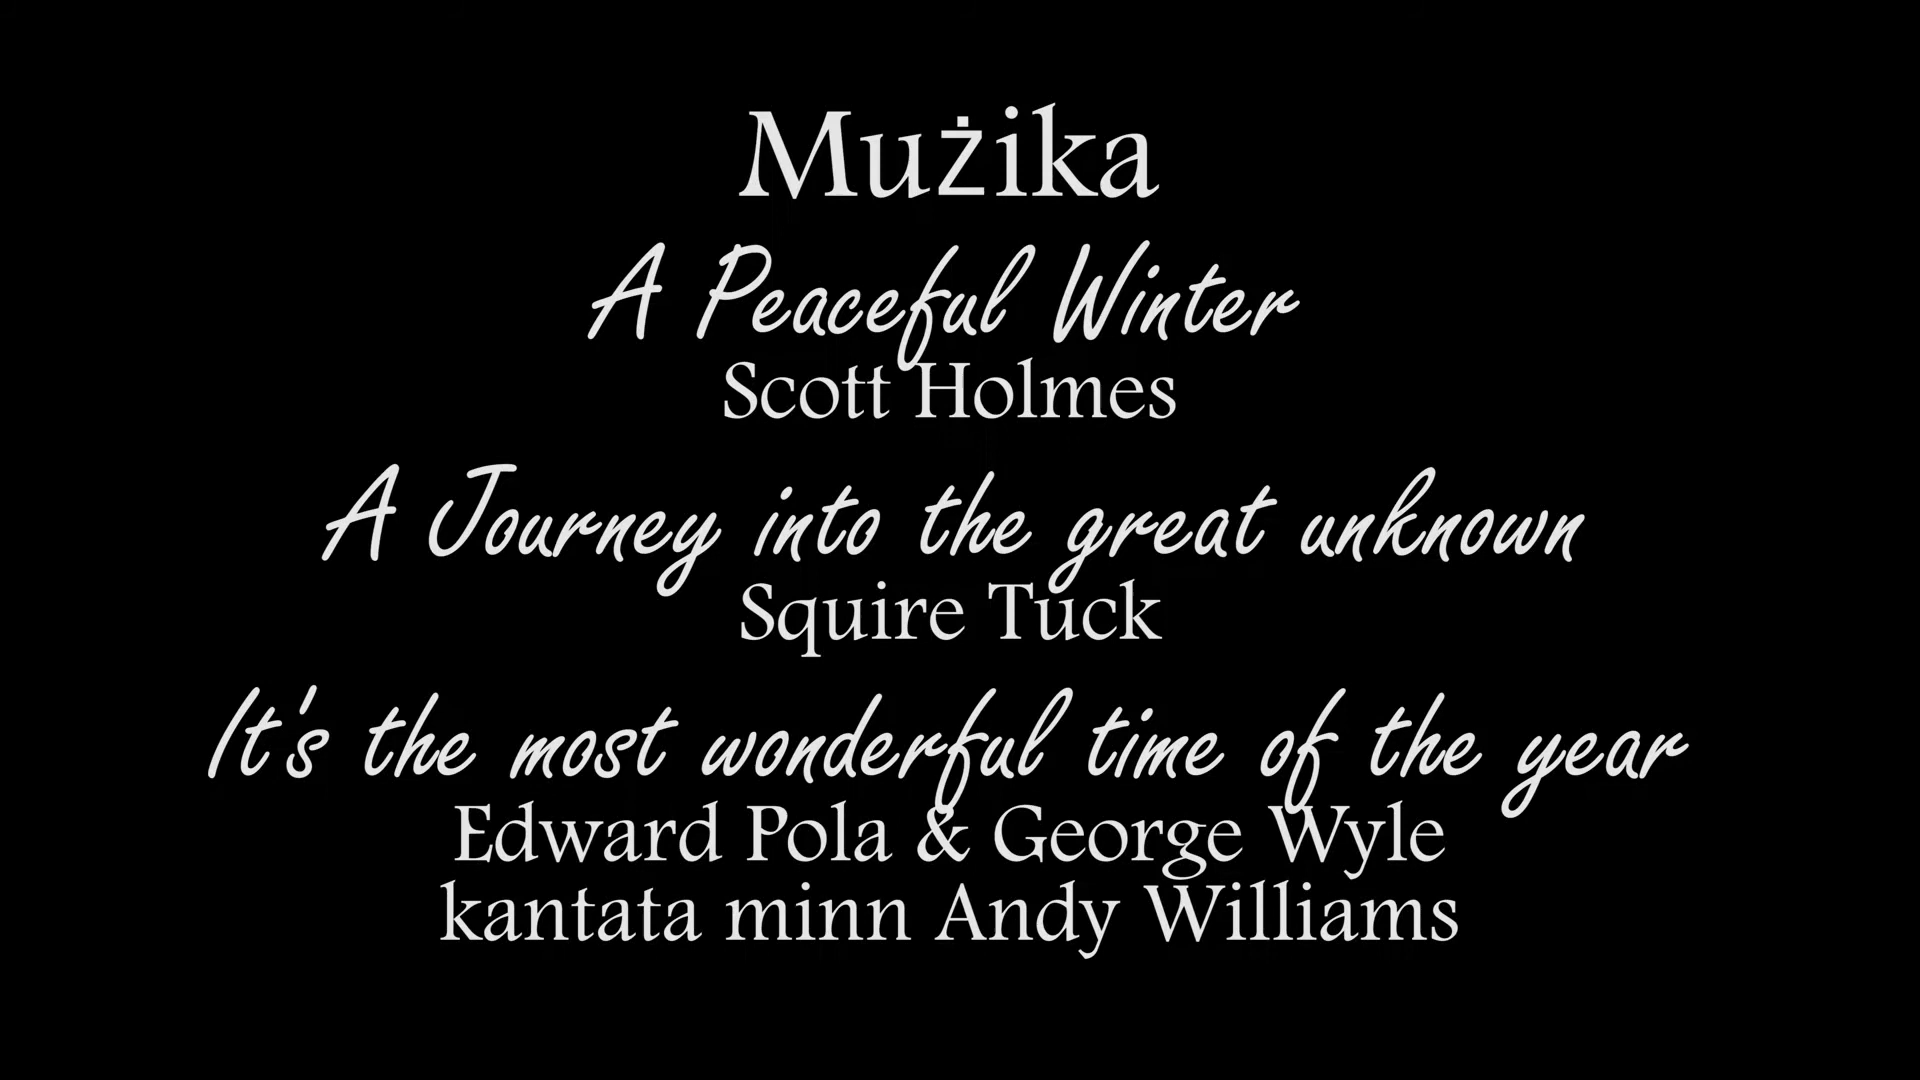 Mużika
A Peaceful Winter
Scott Holmes
A Journey into the great unknown
Squire Tuck
It's the most wonderful time of the year
Edward Pola & George Wyle
kantata minn Andy Williams